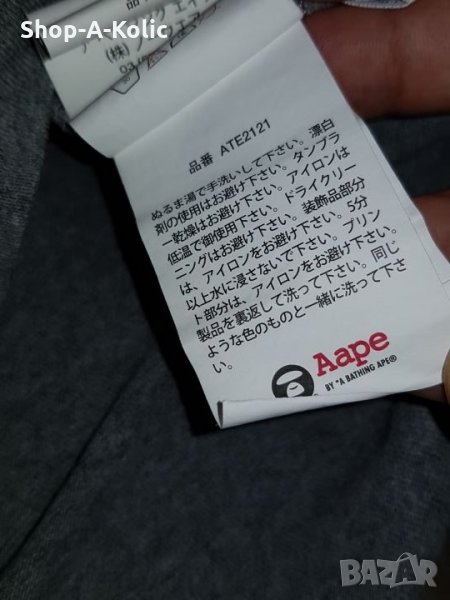 Shop-A-Kolic
品番 ATE2121
ぬるま湯で手洗いして下さい。漂白
剤の使用はお避け下さい。タンブラ
ー乾燥はお避け下さい。アイロンは
低温で御使用下さい。ドライクリー
ニングはお避け下さい。装飾品部分
は、アイロンをお避け下さい。5分
以上水に浸さないで下さい。プリン
ト部分は、アイロンをお避け下さい。
製品を裏返して洗って下さい。同じ
ような色のものと一緒に洗って下さ
い。
Aape
BY *A BATHING APE®
BAZAR